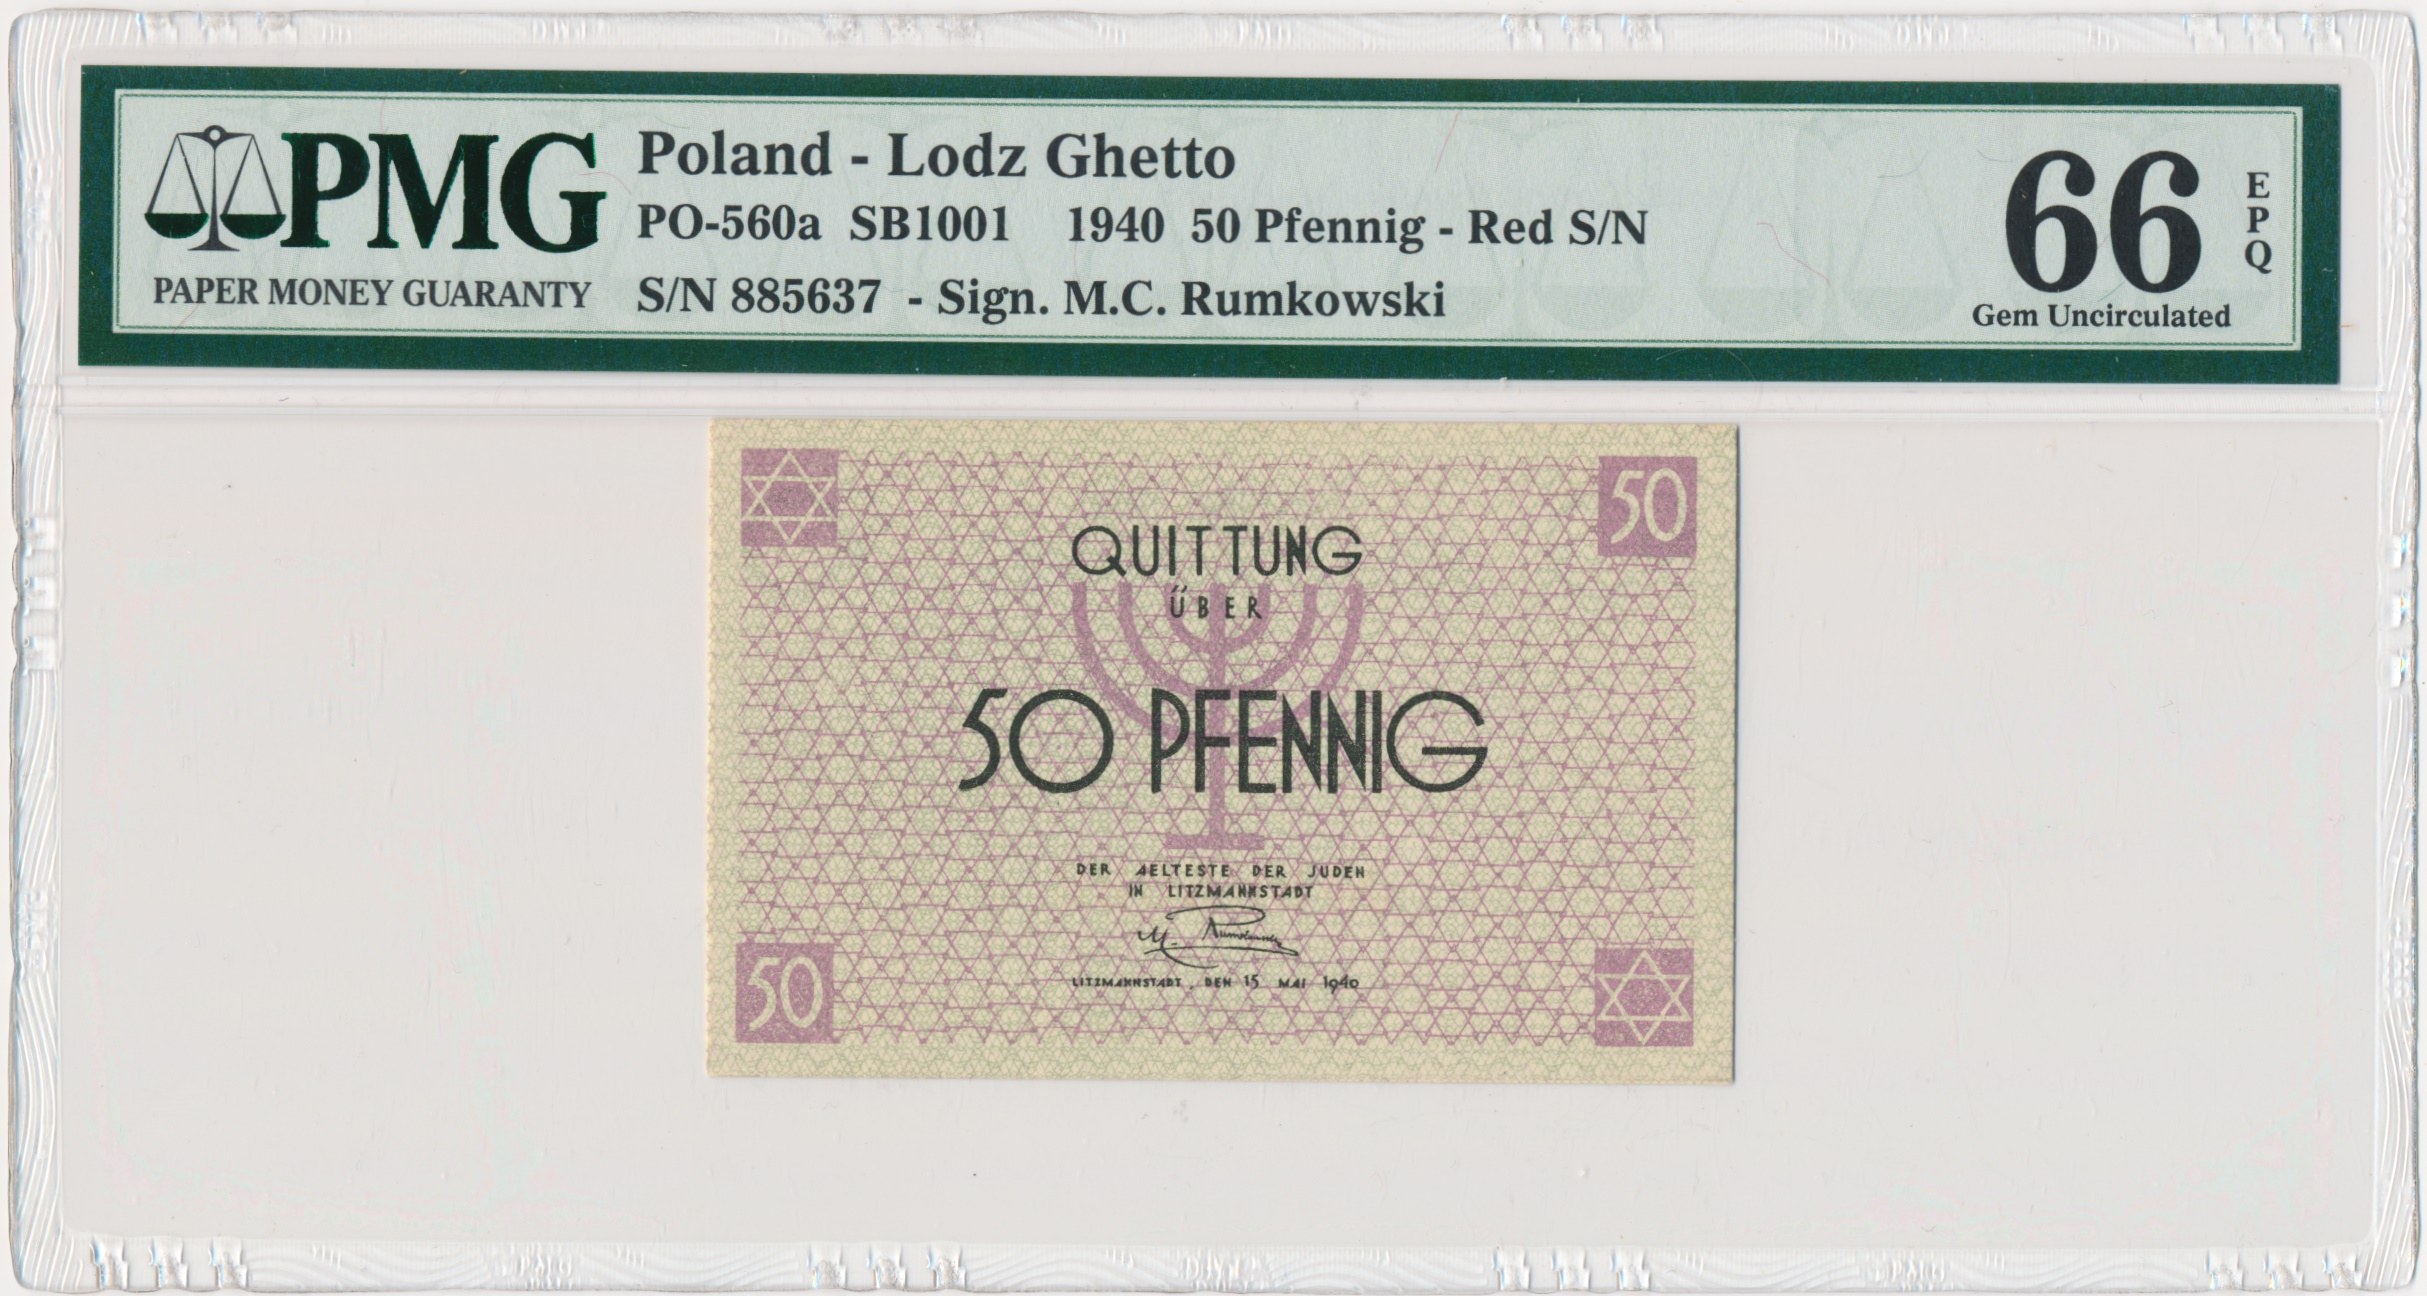 PMG
PAPER MONEY GUARANTY
Poland - Lodz Ghetto
PO-560a SB1001 1940 50 Pfennig - Red S/N
S/N 885637 - Sign. M.C. Rumkowski
66
EPQ
Gem Uncirculated
50
QUITTUNG
ÜBER
50 PFENNIG
DER AELTESTE DER JUDEN
IN LITZMANNSTADT
M. Rumkowski
LITZMANNSTADT, DEN 15 MAI 1940
50